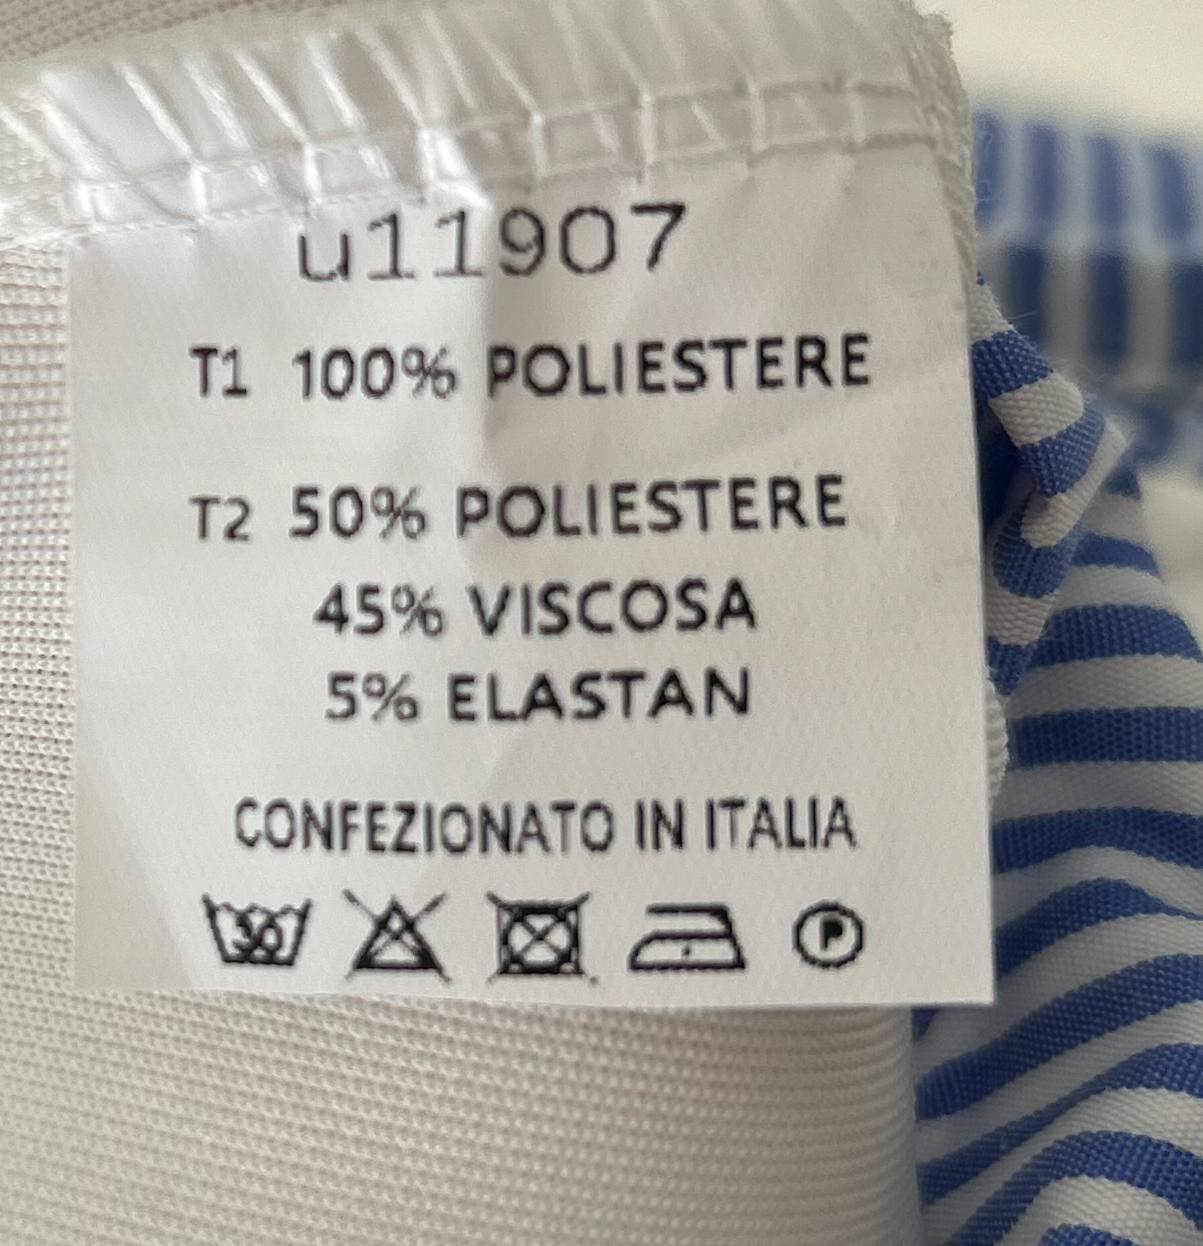 u11907
T1 100% POLIESTERE
T2 50% POLIESTERE
45% VISCOSA
5% ELASTAN
CONFEZIONATO IN ITALIA
30 P